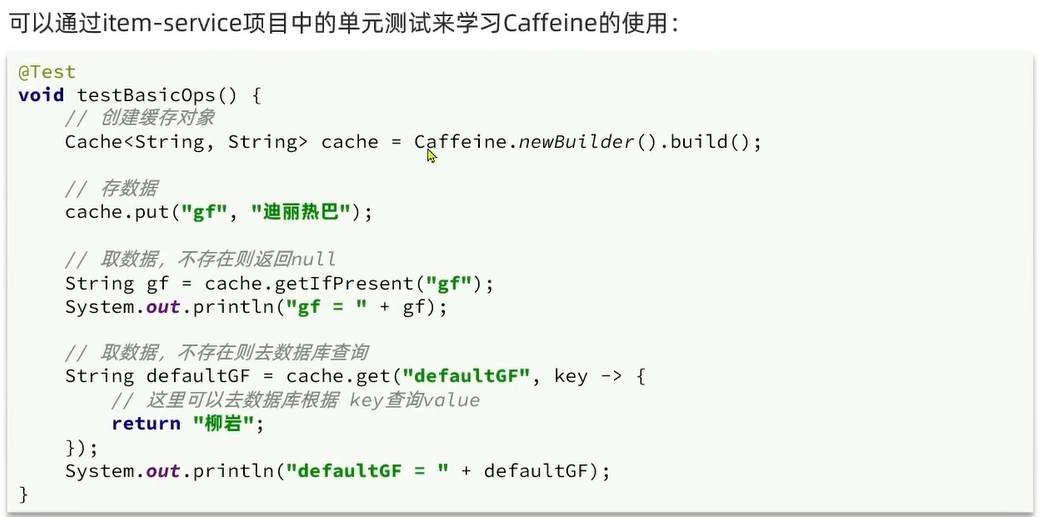 可以通过item-service项目中的单元测试来学习Caffeine的使用：
@Test
void testBasicOps() {
    // 创建缓存对象
    Cache<String, String> cache = Caffeine.newBuilder().build();

    // 存数据
    cache.put("gf", "迪丽热巴");

    // 取数据，不存在则返回null
    String gf = cache.getIfPresent("gf");
    System.out.println("gf = " + gf);

    // 取数据，不存在则去数据库查询
    String defaultGF = cache.get("defaultGF", key -> {
        // 这里可以去数据库根据 key查询value
        return "柳岩";
    });
    System.out.println("defaultGF = " + defaultGF);
}